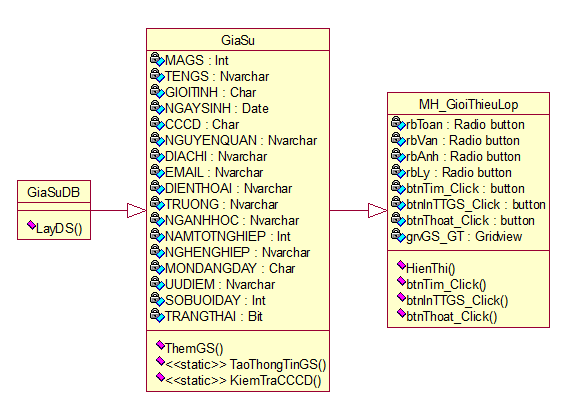 GiaSuDB
LayDS()
GiaSu
MAGS : Int
TENGS : Nvarchar
GIOITINH : Char
NGAYSINH : Date
CCCD : Char
NGUYENQUAN : Nvarchar
DIACHI : Nvarchar
EMAIL : Nvarchar
DIENTHOAI : Nvarchar
TRUONG : Nvarchar
NGANHHOC : Nvarchar
NAMTOTNGHIEP : Int
NGHENGHIEP : Nvarchar
MONDANGDAY : Char
UUDIEM : Nvarchar
SOBUOIDAY : Int
TRANGTHAI : Bit
ThemGS()
<<static>> TaoThongTinGS()
<<static>> KiemTraCCCD()
MH_GioiThieuLop
rbToan : Radio button
rbVan : Radio button
rbAnh : Radio button
rbLy : Radio button
btnTim_Click : button
btnInTTGS_Click : button
btnThoat_Click : button
grvGS_GT : Gridview
HienThi()
btnTim_Click()
btnInTTGS_Click()
btnThoat_Click()